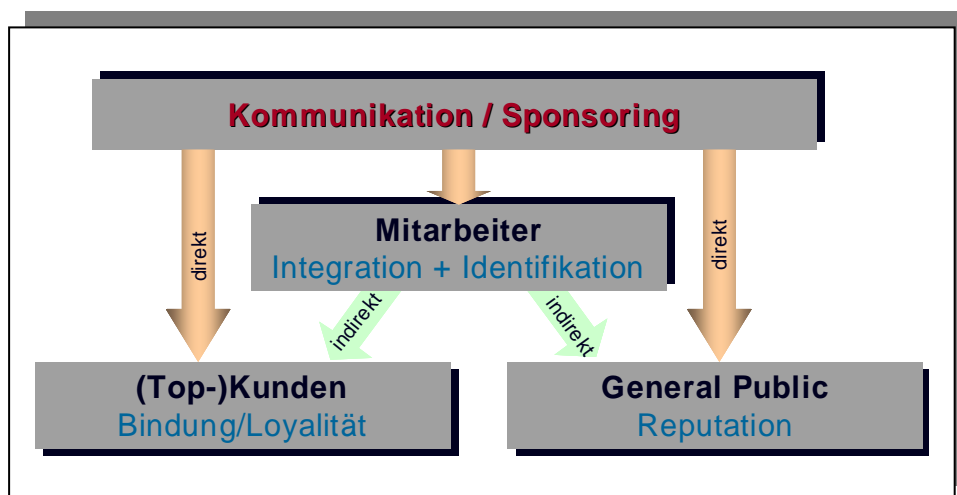 Kommunikation / Sponsoring
direkt
Mitarbeiter
Integration + Identifikation
direkt
indirekt
indirekt
(Top-)Kunden
Bindung/Loyalität
General Public
Reputation